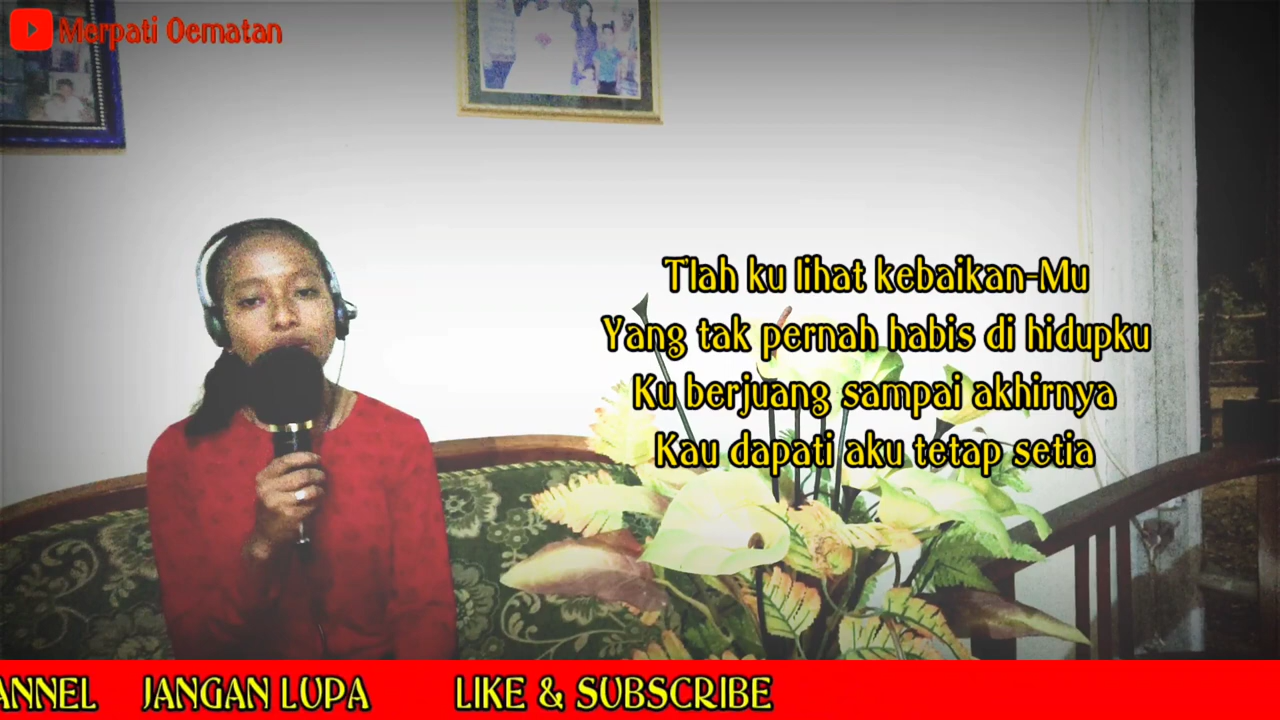 Merpati Oematan
T'lah ku lihat kebaikan-Mu
Yang tak pernah habis di hidupku
Ku berjuang sampai akhirnya
Kau dapati aku tetap setia
ANNEL JANGAN LUPA LIKE & SUBSCRIBE